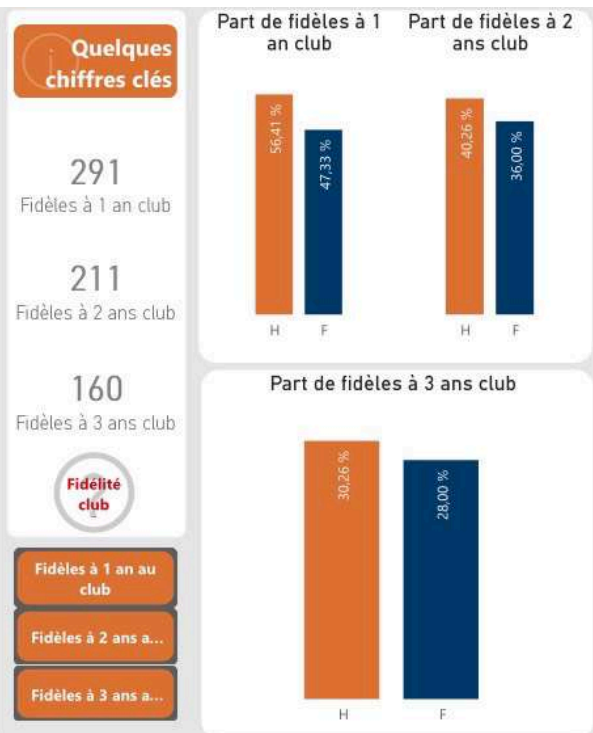 Quelques
chiffres clés
291
Fidèles à 1 an club
211
Fidèles à 2 ans club
160
Fidèles à 3 ans club
Fidélité
club
Fidèles à 1 an au
club
Fidèles à 2 ans a...
Fidèles à 3 ans a...
Part de fidèles à 1
an club
56,41 %
47,33 %
H F
Part de fidèles à 2
ans club
40,26 %
36,00 %
H F
Part de fidèles à 3 ans club
30,26 %
28,00 %
H F